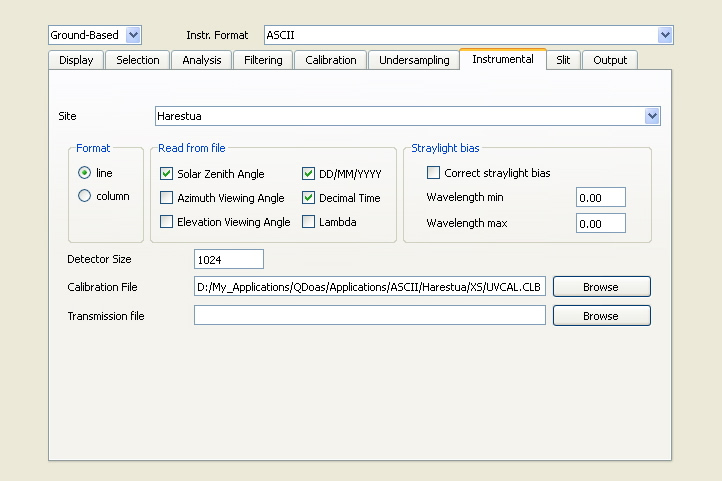 Ground-Based Instr. Format ASCII
Display Selection Analysis Filtering Calibration Undersampling Instrumental Slit Output
Site Harestua
Format Read from file Straylight bias
line Solar Zenith Angle DD/MM/YYYY Correct straylight bias
column Azimuth Viewing Angle Decimal Time Wavelength min 0.00
Elevation Viewing Angle Lambda Wavelength max 0.00
Detector Size 1024
Calibration File D:/My_Applications/QDoas/Applications/ASCII/Harestua/XS/UVCAL.CLB Browse
Transmission file Browse